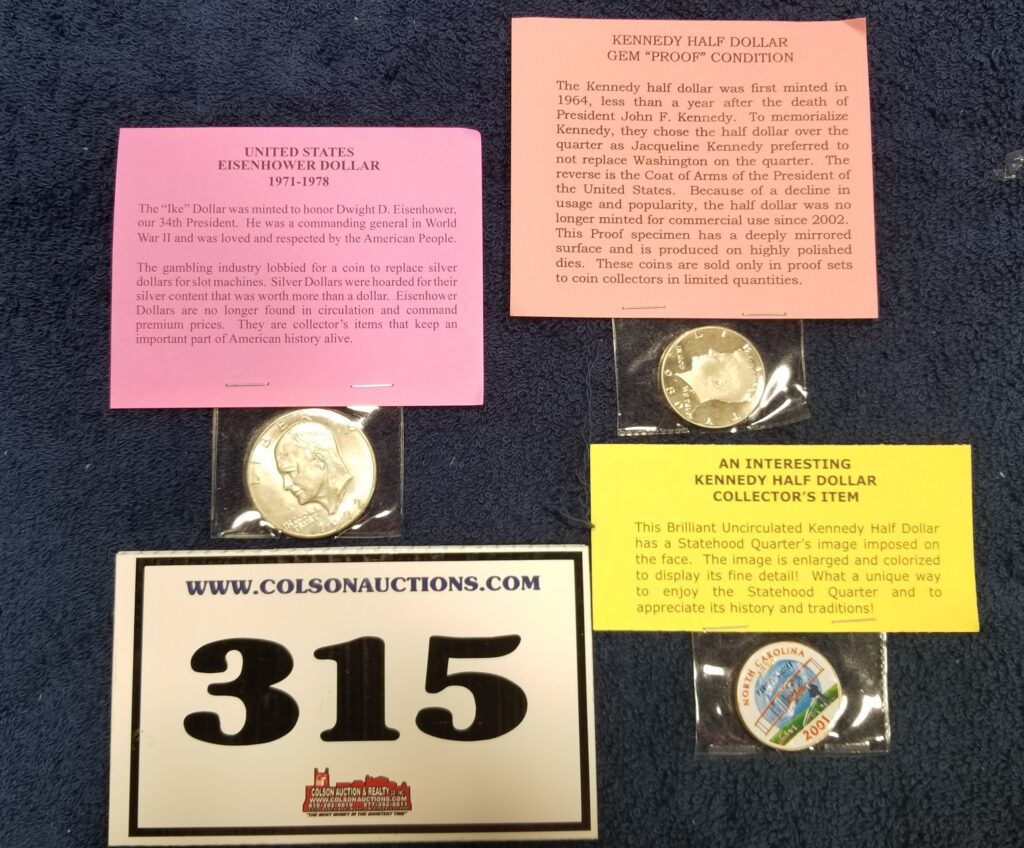 KENNEDY HALF DOLLAR
GEM "PROOF" CONDITION
The Kennedy half dollar was first minted in
1964, less than a year after the death of
President John F. Kennedy. To memorialize
Kennedy, they chose the half dollar over the
quarter as Jacqueline Kennedy preferred to
not replace Washington on the quarter. The
reverse is the Coat of Arms of the President of
the United States. Because of a decline in
usage and popularity, the half dollar was no
longer minted for commercial use since 2002.
This Proof specimen has a deeply mirrored
surface and is produced on highly polished
dies. These coins are sold only in proof sets
to coin collectors in limited quantities.
UNITED STATES
EISENHOWER DOLLAR
1971-1978
The "Ike" Dollar was minted to honor Dwight D. Eisenhower,
our 34th President. He was a commanding general in World
War II and was loved and respected by the American People.
The gambling industry lobbied for a coin to replace silver
dollars for slot machines. Silver Dollars were hoarded for their
silver content that was worth more than a dollar. Eisenhower
Dollars are no longer found in circulation and command
premium prices. They are collector's items that keep an
important part of American history alive.
AN INTERESTING
KENNEDY HALF DOLLAR
COLLECTOR'S ITEM
This Brilliant Uncirculated Kennedy Half Dollar
has a Statehood Quarter's image imposed on
the face. The image is enlarged and colorized
to display its fine detail! What a unique way
to enjoy the Statehood Quarter and to
appreciate its history and traditions!
NORTH CAROLINA
2001
WWW.COLSONAUCTIONS.COM
315
COLSON AUCTION & REALTY
WWW.COLSONAUCTIONS.COM
"THE MOST MONEY IN THE SHORTEST TIME"